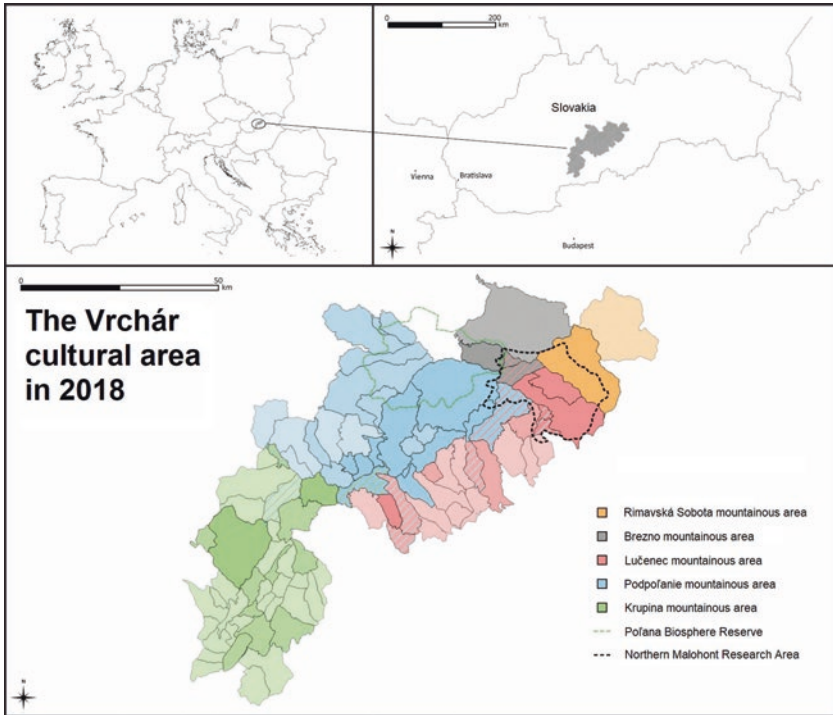 0
200
km
Slovakia
Vienna
Bratislava
Budapest
N
0
50
km
The Vrchár
cultural area
in 2018
Rimavská Sobota mountainous area
Brezno mountainous area
Lučenec mountainous area
Podpoľanie mountainous area
Krupina mountainous area
Poľana Biosphere Reserve
Northern Malohont Research Area
N